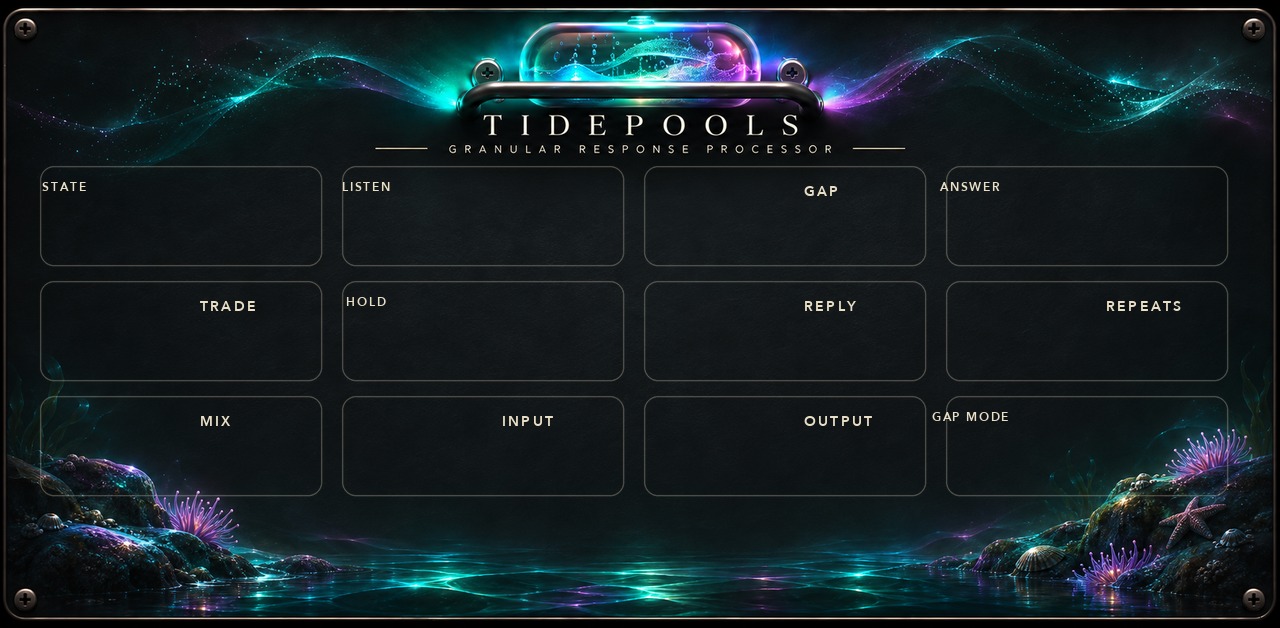 TIDEPOOLS
GRANULAR RESPONSE PROCESSOR
STATE
LISTEN
GAP
ANSWER
TRADE
HOLD
REPLY
REPEATS
MIX
INPUT
OUTPUT
GAP MODE